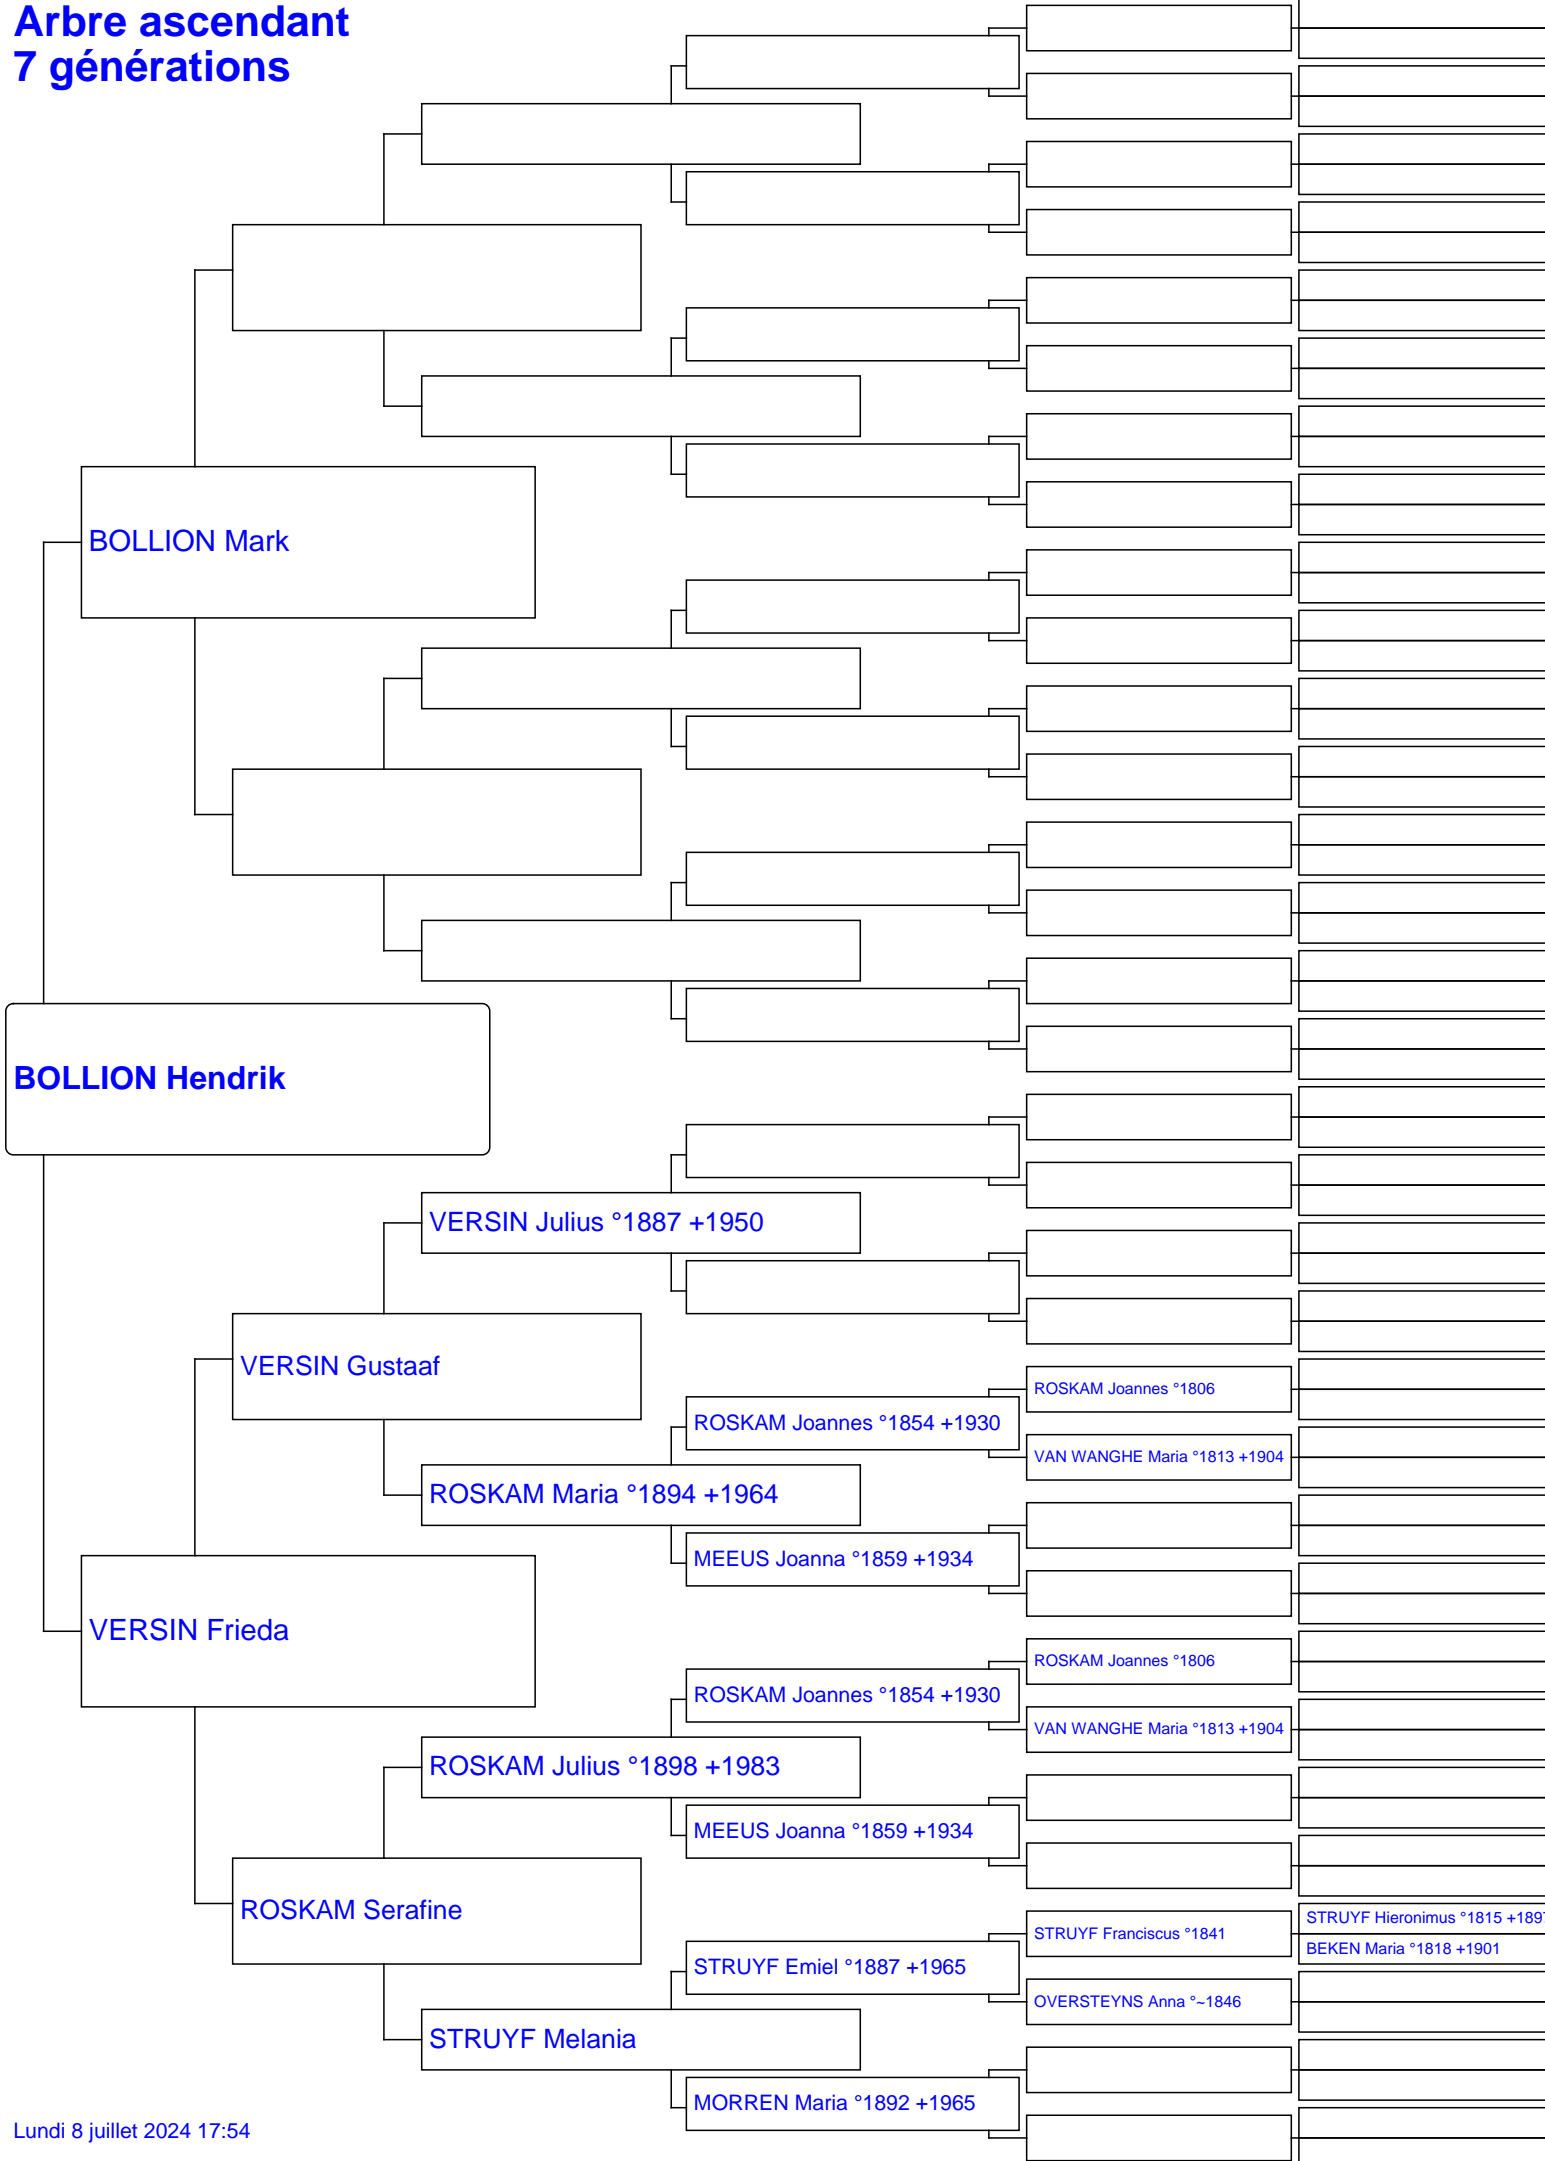 Arbre ascendant
7 générations
BOLLION Mark
BOLLION Hendrik
VERSIN Julius °1887 +1950
VERSIN Gustaaf
ROSKAM Joannes °1806
ROSKAM Joannes °1854 +1930
VAN WANGHE Maria °1813 +1904
ROSKAM Maria °1894 +1964
MEEUS Joanna °1859 +1934
VERSIN Frieda
ROSKAM Joannes °1806
ROSKAM Joannes °1854 +1930
VAN WANGHE Maria °1813 +1904
ROSKAM Julius °1898 +1983
MEEUS Joanna °1859 +1934
ROSKAM Serafine
STRUYF Hieronimus °1815 +1897
STRUYF Franciscus °1841
BEKEN Maria °1818 +1901
STRUYF Emiel °1887 +1965
OVERSTEYNS Anna °~1846
STRUYF Melania
MORREN Maria °1892 +1965
Lundi 8 juillet 2024 17:54